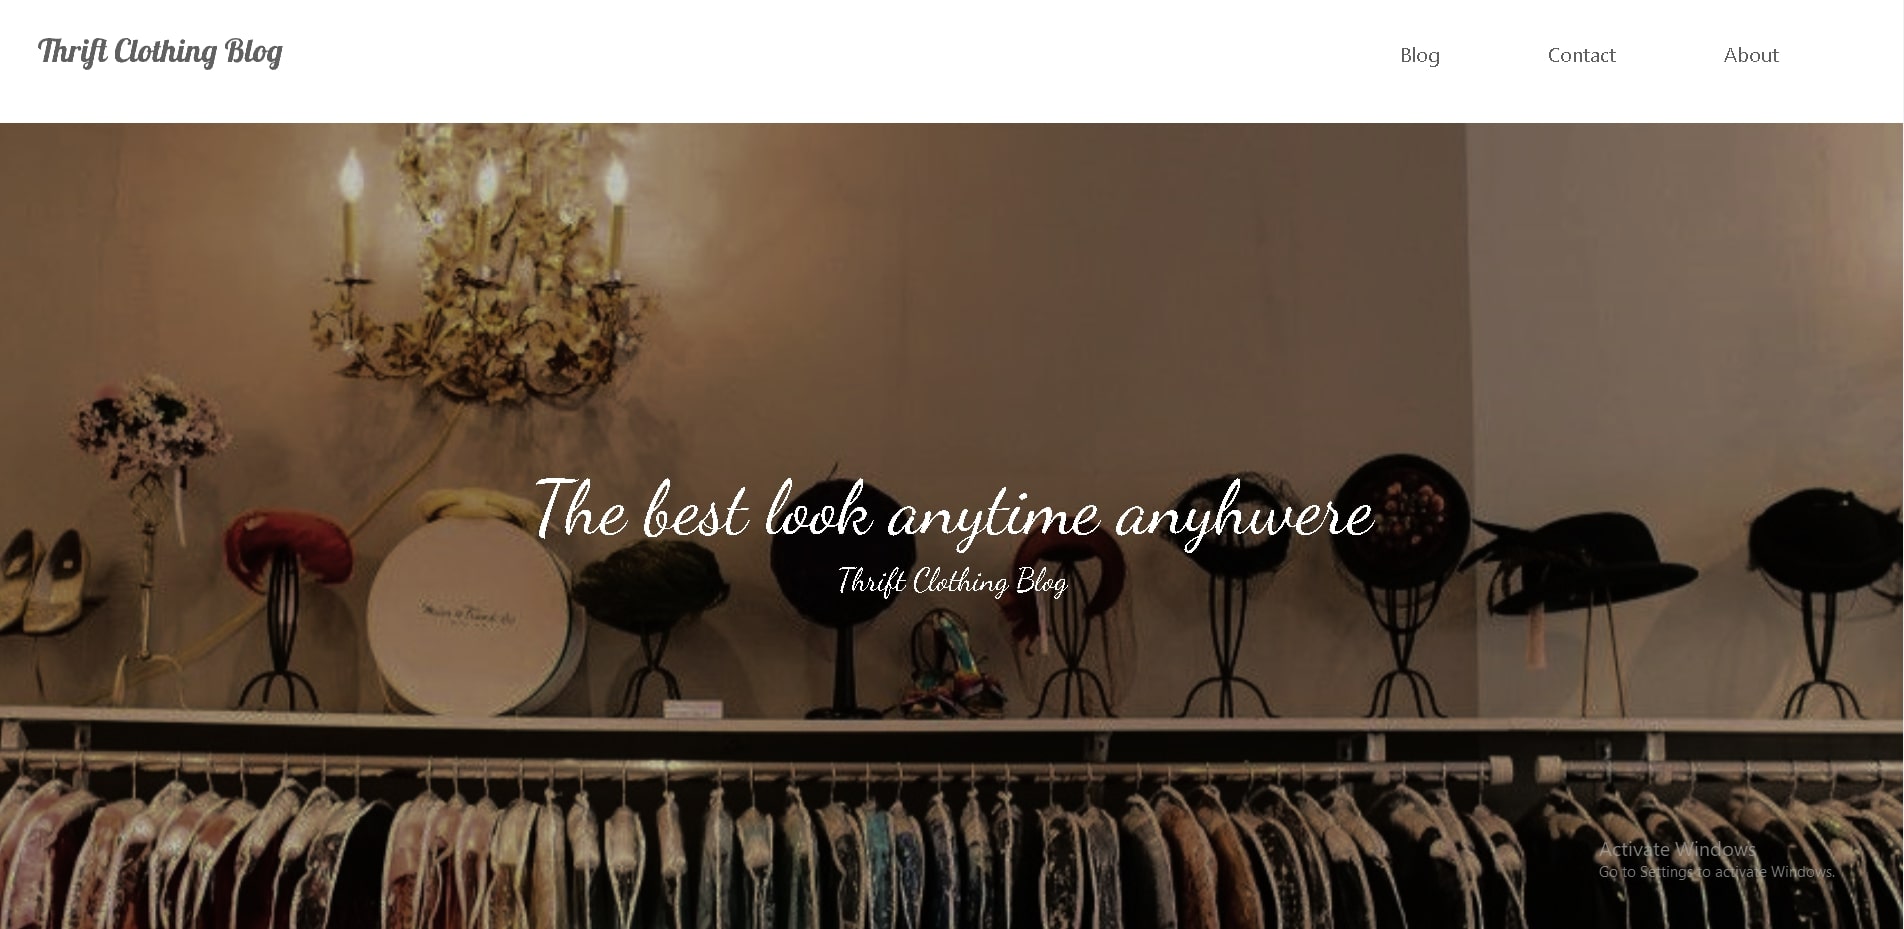 Thrift Clothing Blog
Blog Contact About
The best look anytime anyhwere
Thrift Clothing Blog
Activate Windows
Go to Settings to activate Windows.